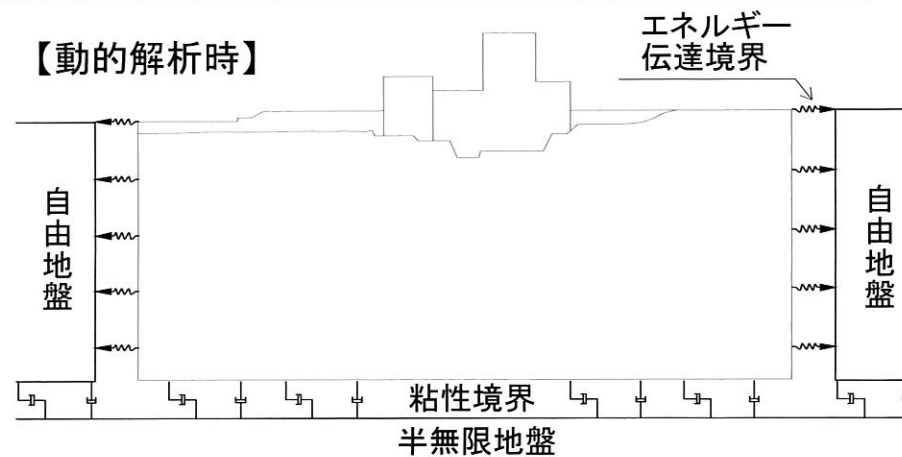 【動的解析時】
エネルギー
伝達境界
自由地盤
自由地盤
粘性境界
半無限地盤